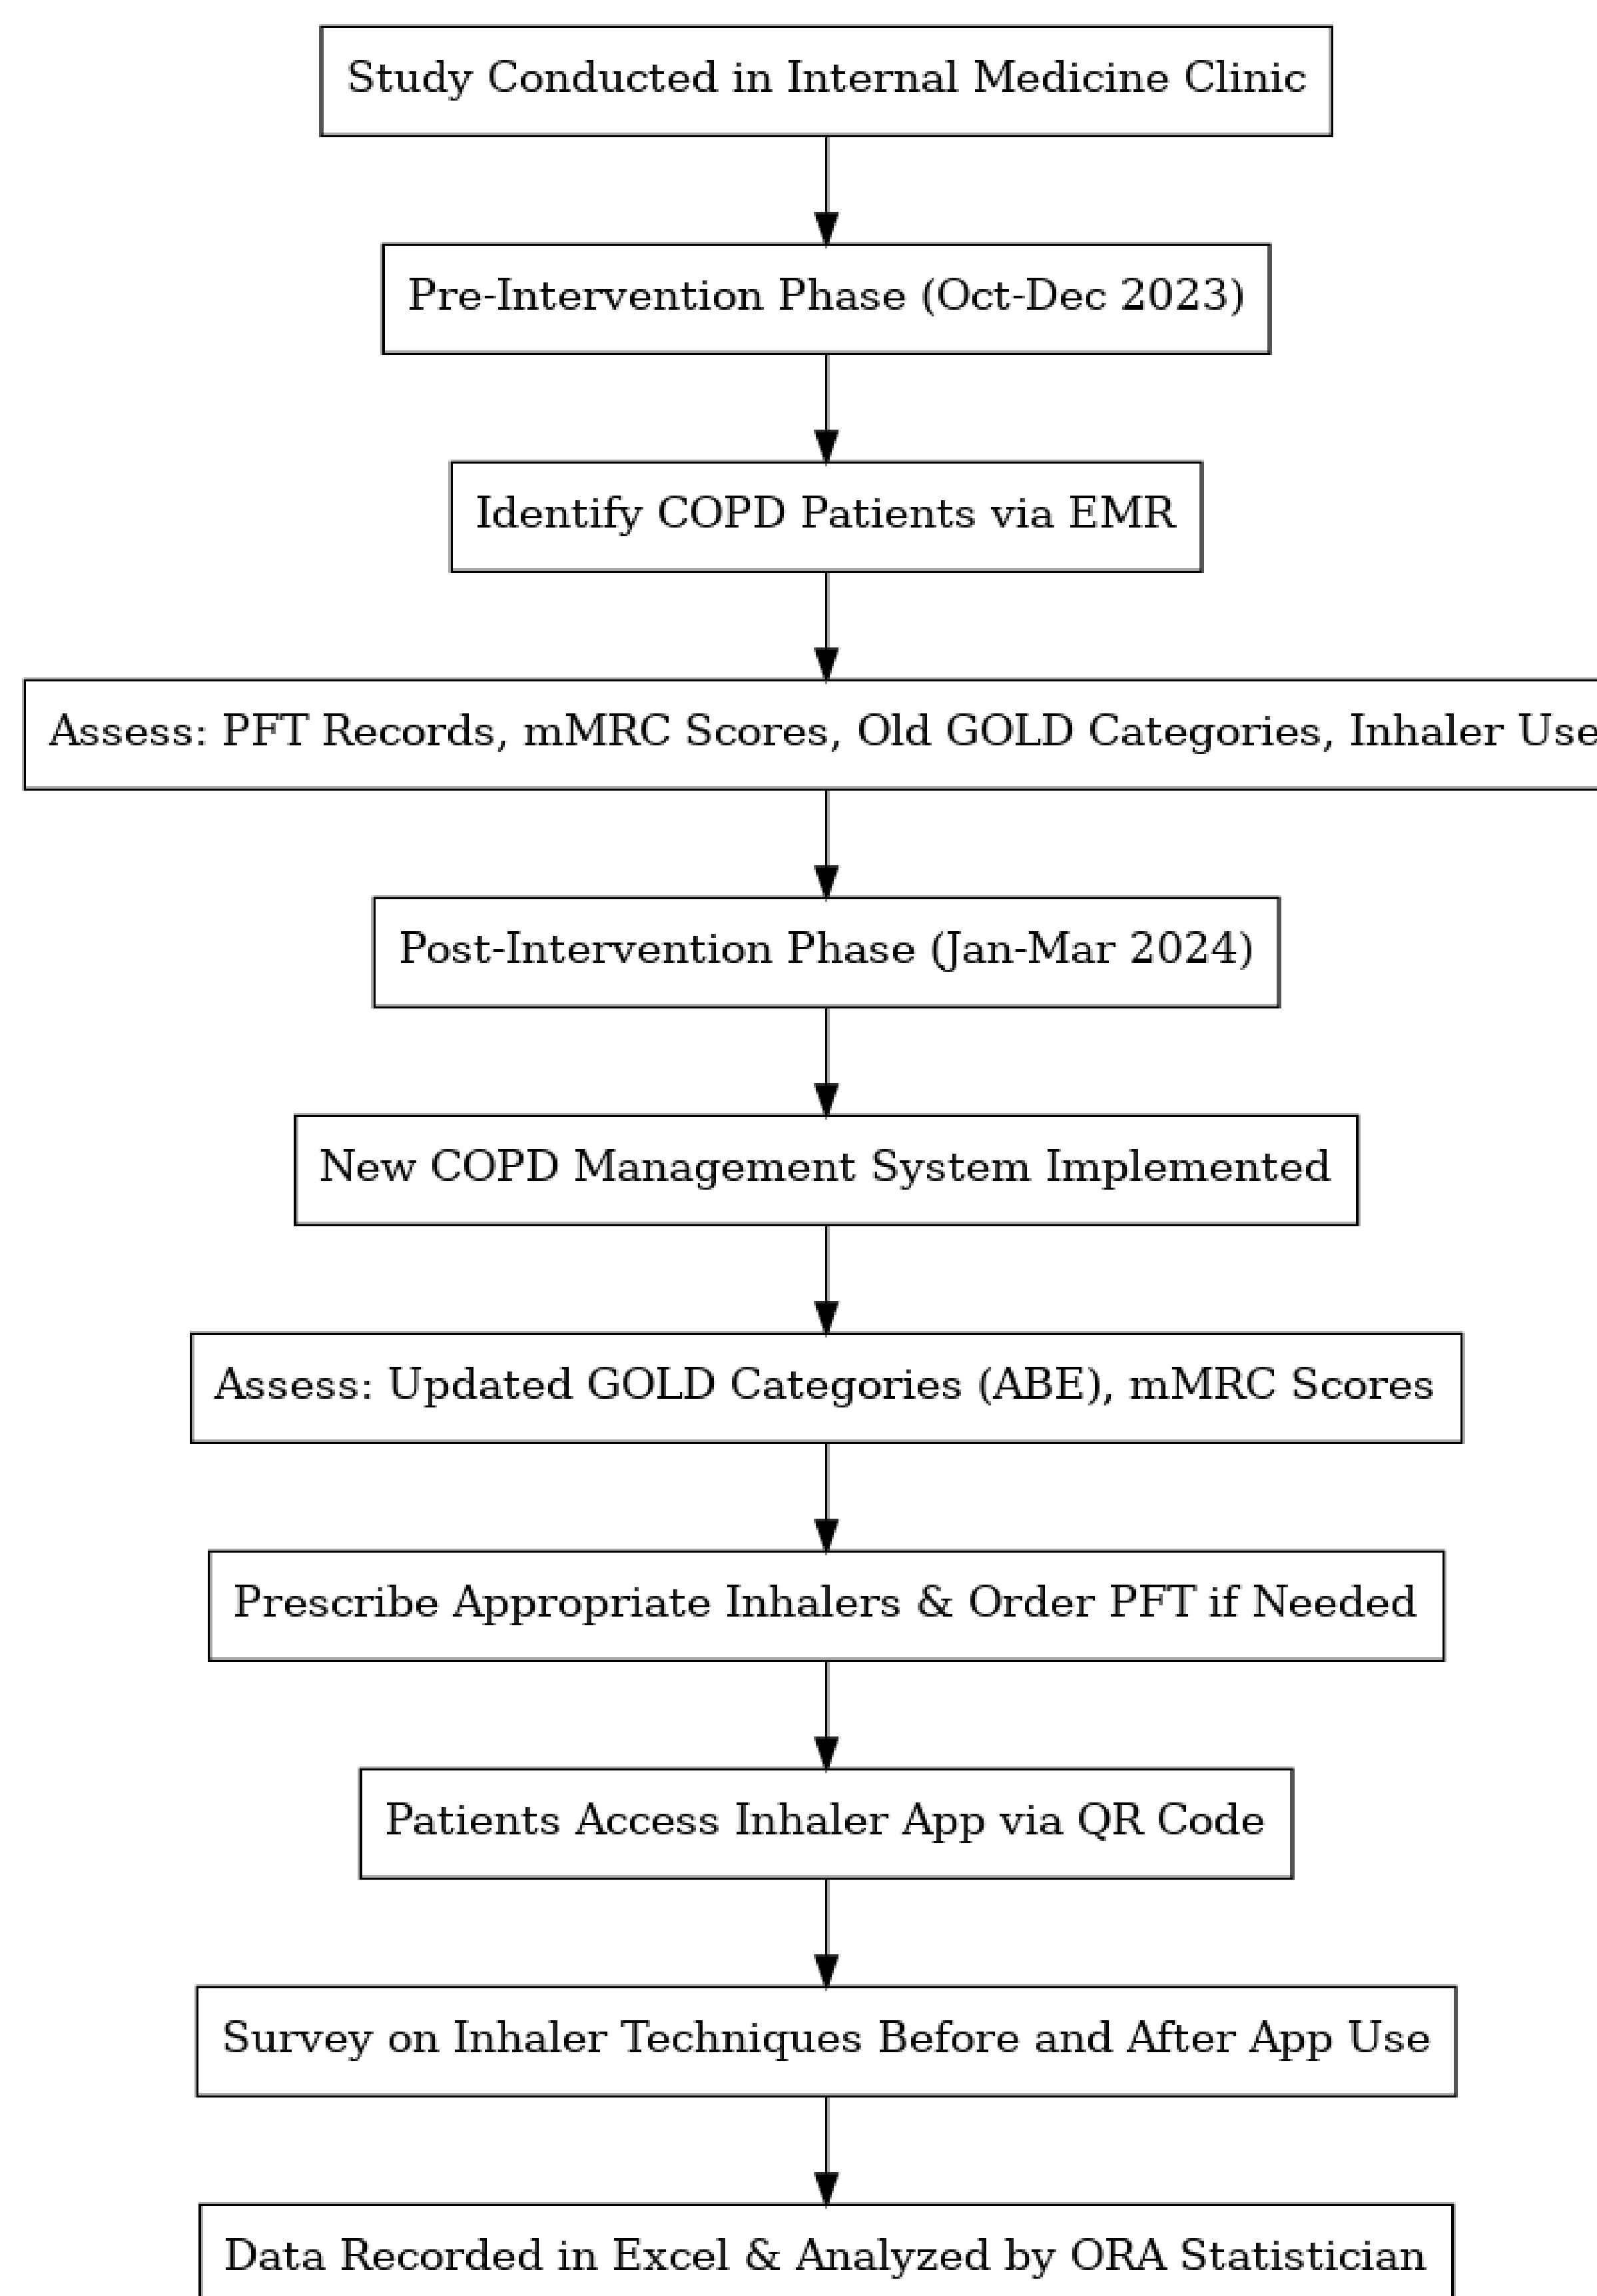 Study Conducted in Internal Medicine Clinic
Pre-Intervention Phase (Oct-Dec 2023)
Identify COPD Patients via EMR
Assess: PFT Records, mMRC Scores, Old GOLD Categories, Inhaler Use
Post-Intervention Phase (Jan-Mar 2024)
New COPD Management System Implemented
Assess: Updated GOLD Categories (ABE), mMRC Scores
Prescribe Appropriate Inhalers & Order PFT if Needed
Patients Access Inhaler App via QR Code
Survey on Inhaler Techniques Before and After App Use
Data Recorded in Excel & Analyzed by ORA Statistician